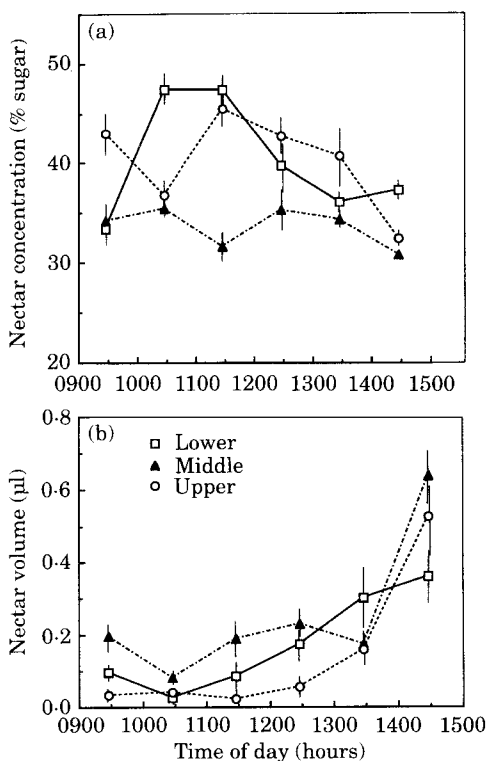 (a)
Nectar concentration (% sugar)
50
40
30
20
0900 1000 1100 1200 1300 1400 1500
(b)
Lower
Middle
Upper
Nectar volume (µl)
0·8
0·6
0·4
0·2
0·0
0900 1000 1100 1200 1300 1400 1500
Time of day (hours)